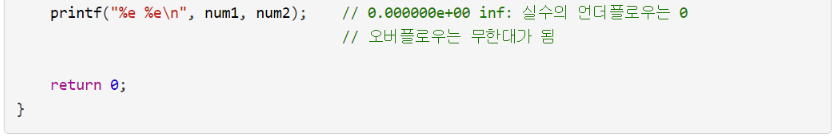 printf("%e %e\n", num1, num2);    // 0.000000e+00 inf: 실수의 언더플로우는 0
// 오버플로우는 무한대가 됨
return 0;
}